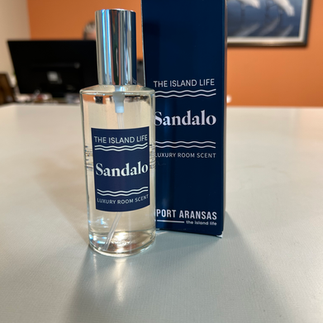 THE ISLAND LIFE
Sandalo
LUXURY ROOM SCENT
THE ISLAND LIFE
Sandalo
LUXURY ROOM SCENT
PORT ARANSAS
the island life